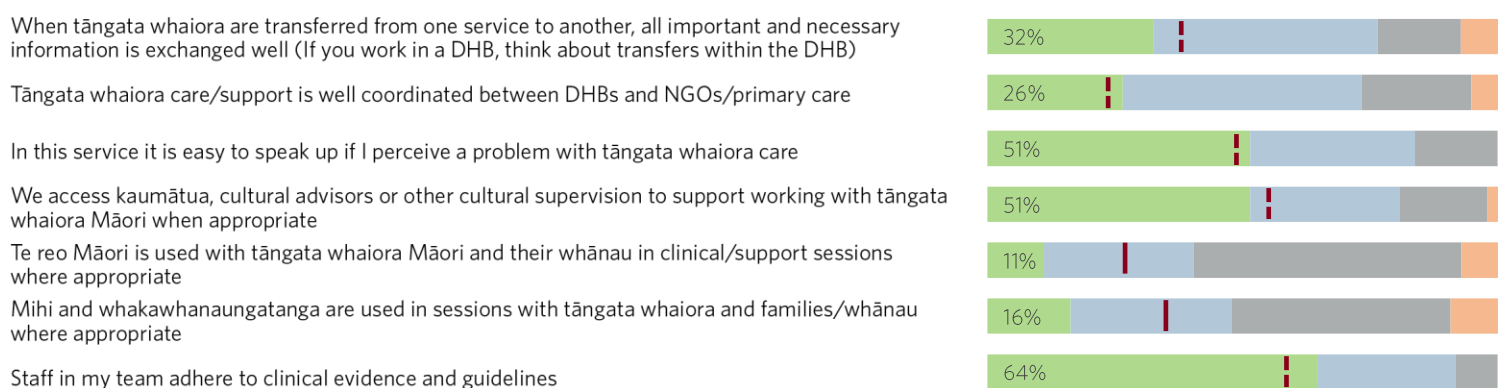 When tāngata whaiora are transferred from one service to another, all important and necessary
information is exchanged well (If you work in a DHB, think about transfers within the DHB)
32%
Tāngata whaiora care/support is well coordinated between DHBs and NGOs/primary care
26%
In this service it is easy to speak up if I perceive a problem with tāngata whaiora care
51%
We access kaumātua, cultural advisors or other cultural supervision to support working with tāngata
whaiora Māori when appropriate
51%
Te reo Māori is used with tāngata whaiora Māori and their whānau in clinical/support sessions
where appropriate
11%
Mihi and whakawhanaungatanga are used in sessions with tāngata whaiora and families/whānau
where appropriate
16%
Staff in my team adhere to clinical evidence and guidelines
64%